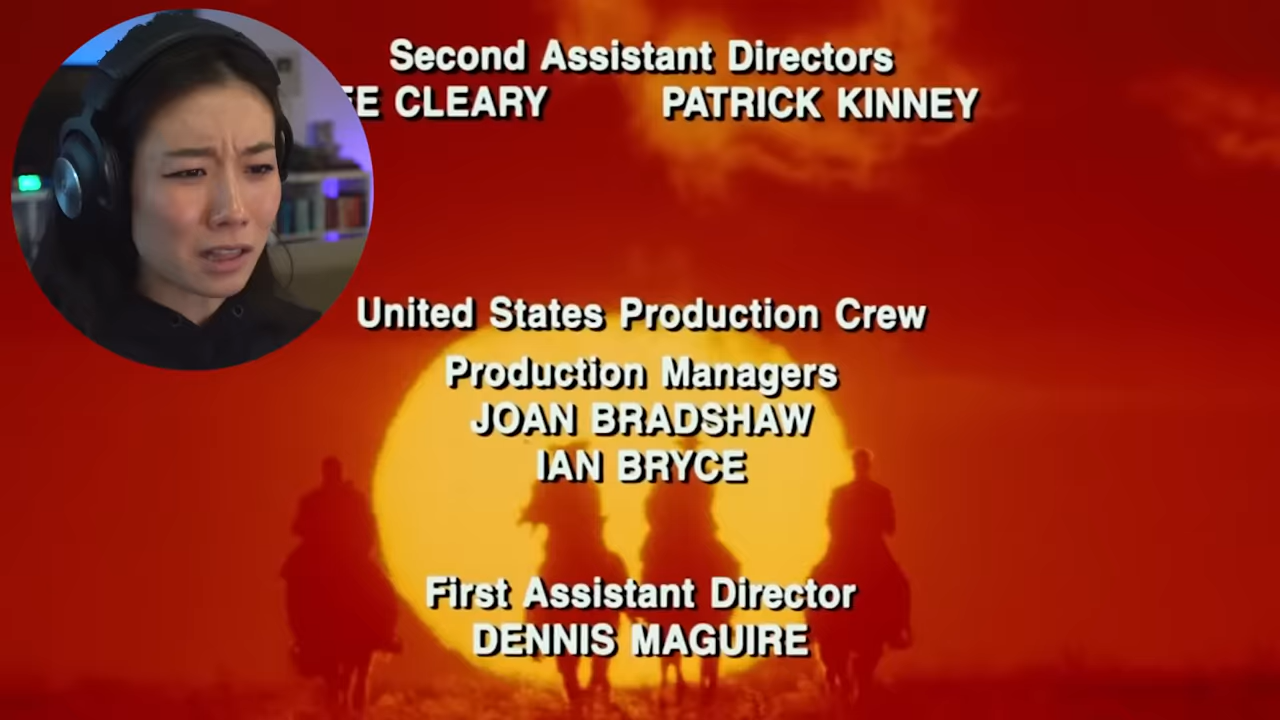 Second Assistant Directors
EE CLEARY PATRICK KINNEY
United States Production Crew
Production Managers
JOAN BRADSHAW
IAN BRYCE
First Assistant Director
DENNIS MAGUIRE